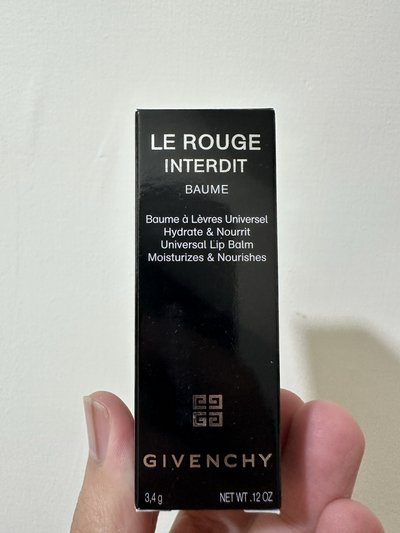 LE ROUGE
INTERDIT
BAUME
Baume à Lèvres Universel
Hydrate & Nourrit
Universal Lip Balm
Moisturizes & Nourishes
GIVENCHY
3,4 g NET WT .12 OZ